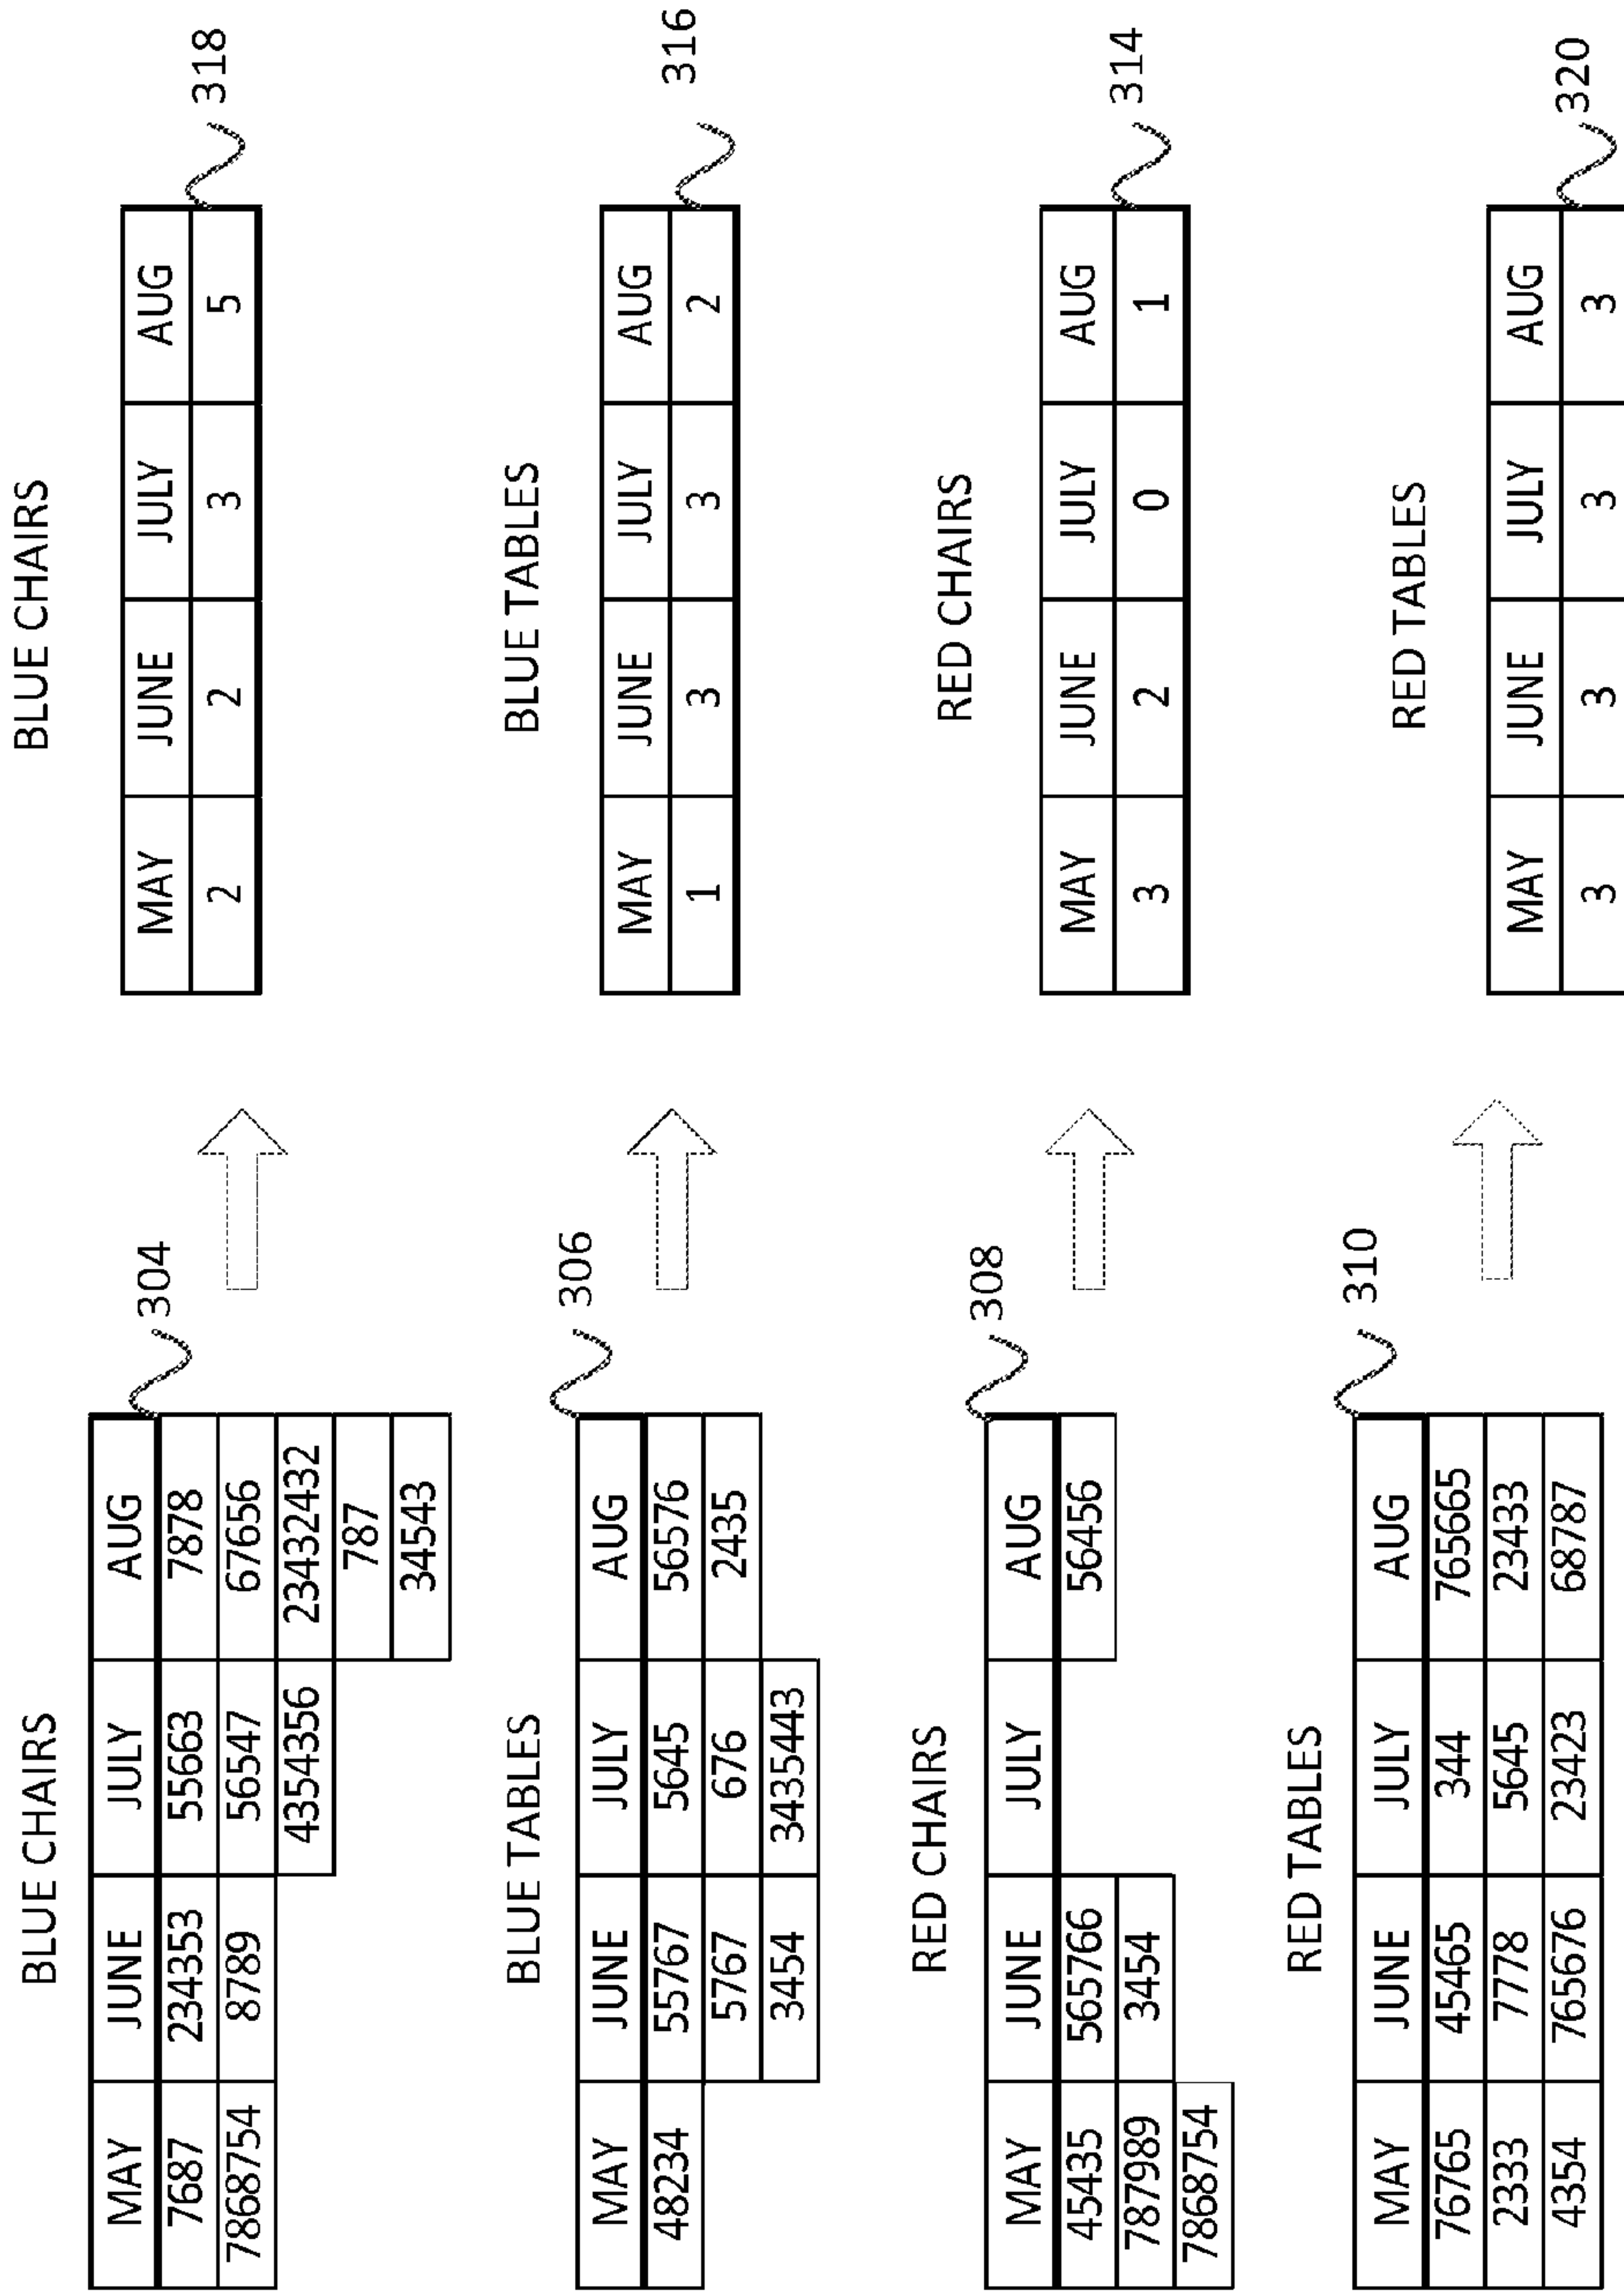 BLUE CHAIRS
304
MAY JUNE JULY AUG
7687 234353 55663 7878
7868754 8789 56547 67656
4354356 23432432
787
34543
BLUE CHAIRS
318
MAY JUNE JULY AUG
2 2 3 5
BLUE TABLES
306
MAY JUNE JULY AUG
48234 55767 5645 56576
5767 676 2435
3454 3435443
BLUE TABLES
316
MAY JUNE JULY AUG
1 3 3 2
RED CHAIRS
308
MAY JUNE JULY AUG
45435 565766 56456
787989 3454
7868754
RED CHAIRS
314
MAY JUNE JULY AUG
3 2 0 1
RED TABLES
310
MAY JUNE JULY AUG
76765 45465 344 7656665
2333 7778 5645 23433
4354 765676 23423 68787
RED TABLES
320
MAY JUNE JULY AUG
3 3 3 3